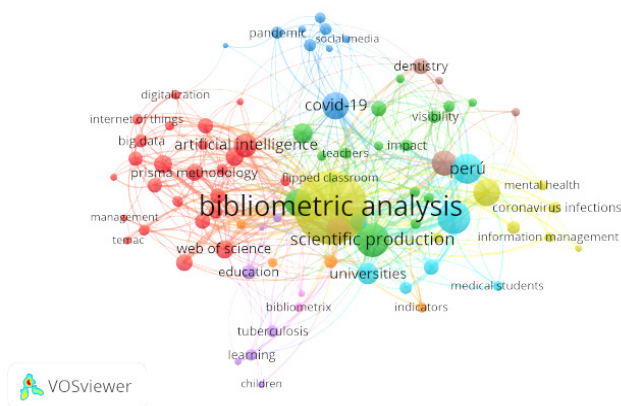 pandemic
social media
dentistry
digitalization
covid-19
internet of things
visibility
big data
artificial intelligence
impact
teachers
prisma methodology
flipped classroom
perú
mental health
bibliometric analysis
coronavirus infections
management
temac
scientific production
information management
web of science
education
universities
medical students
bibliometrix
indicators
tuberculosis
learning
children
VOSviewer